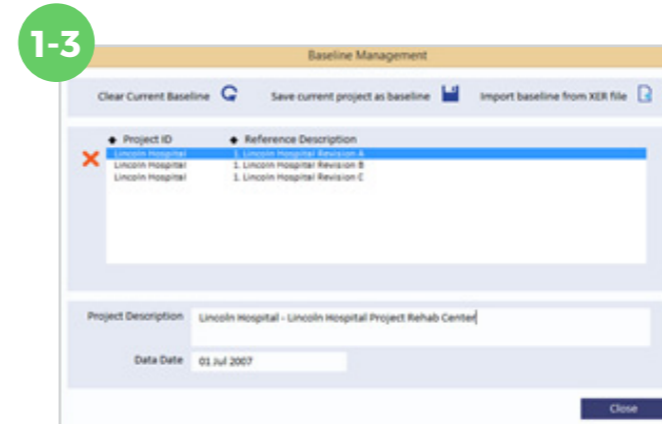 1-3
Baseline Management
Clear Current Baseline Save current project as baseline Import baseline from XER file
Project ID Reference Description
Lincoln Hospital 1. Lincoln Hospital Revision A
Lincoln Hospital 1. Lincoln Hospital Revision B
Lincoln Hospital 1. Lincoln Hospital Revision C
Project Description Lincoln Hospital - Lincoln Hospital Project Rehab Center
Data Date 01 Jul 2007
Close